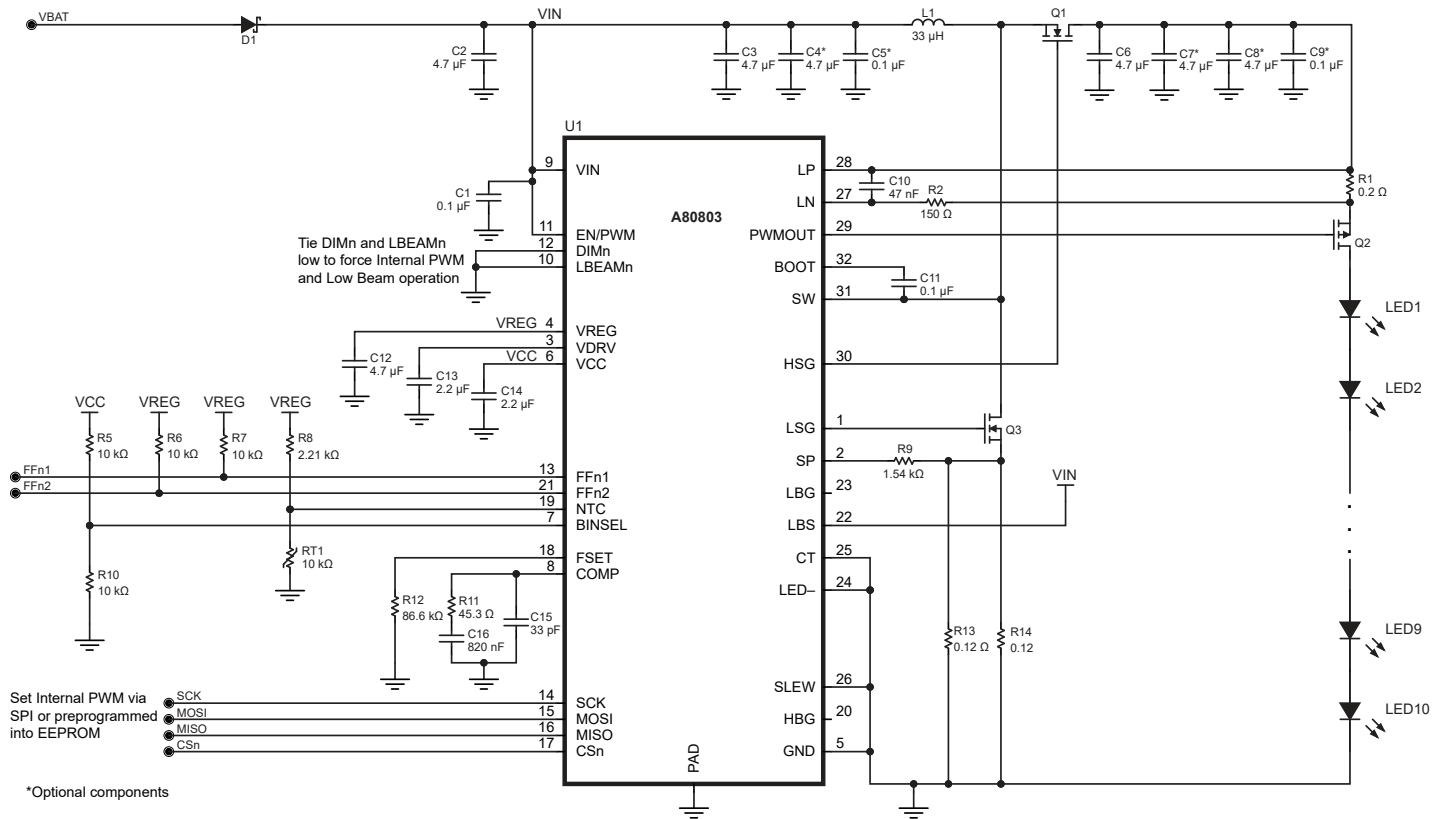 VBAT
D1
VIN
C2
4.7 µF
C3
4.7 µF
C4*
4.7 µF
C5*
0.1 µF
L1
33 µH
Q1
C6
4.7 µF
C7*
4.7 µF
C8*
4.7 µF
C9*
0.1 µF
U1
A80803
9
VIN
C1
0.1 µF
11
EN/PWM
12
DIMn
10
LBEAMn
Tie DIMn and LBEAMn
low to force Internal PWM
and Low Beam operation
VREG 4
VREG
3
VDRV
VCC 6
VCC
C12
4.7 µF
C13
2.2 µF
C14
2.2 µF
VCC
VREG
VREG
VREG
R5
10 kΩ
R6
10 kΩ
R7
10 kΩ
R8
2.21 kΩ
FFn1
FFn2
13
FFn1
21
FFn2
19
NTC
7
BINSEL
RT1
10 kΩ
R10
10 kΩ
18
FSET
8
COMP
R12
86.6 kΩ
R11
45.3 Ω
C16
820 nF
C15
33 pF
Set Internal PWM via
SPI or preprogrammed
into EEPROM
SCK
MOSI
MISO
CSn
14
SCK
15
MOSI
16
MISO
17
CSn
PAD
*Optional components
LP
28
C10
47 nF
LN
27
R2
150 Ω
R1
0.2 Ω
PWMOUT
29
Q2
BOOT
32
C11
0.1 µF
SW
31
HSG
30
LSG
1
Q3
SP
2
R9
1.54 kΩ
LBG
23
LBS
22
VIN
CT
25
LED–
24
R13
0.12 Ω
R14
0.12
SLEW
26
HBG
20
GND
5
LED1
LED2
LED9
LED10